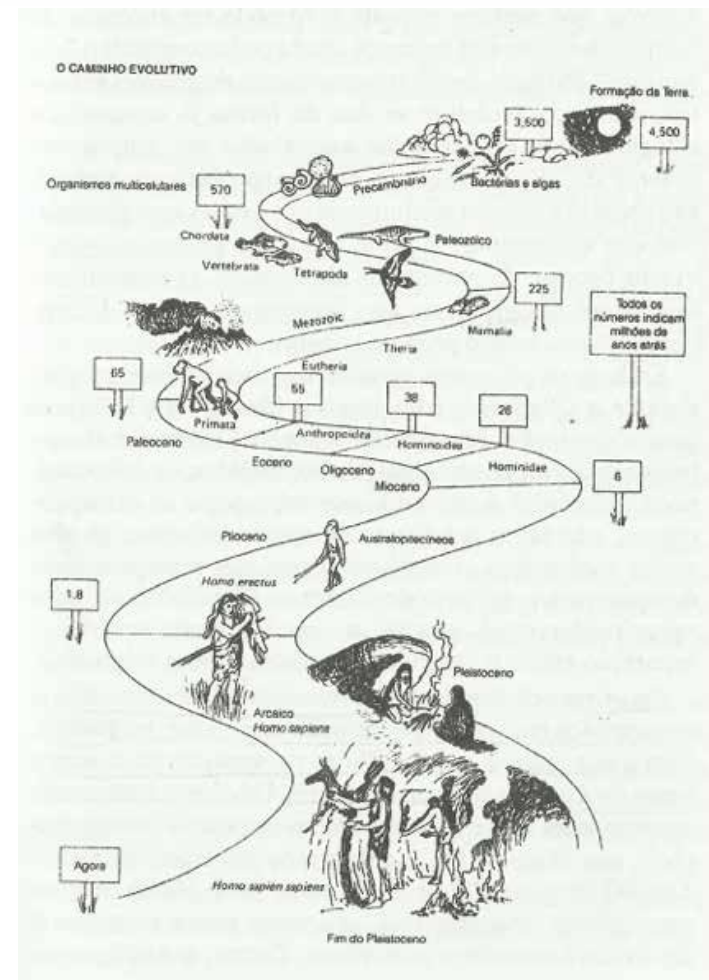 O CAMINHO EVOLUTIVO
Formação da Terra
3,500
4,500
Organismos multicelulares
570
Precambriano
Bactérias e algas
Chordata
Vertebrata
Tetrapoda
Paleozóico
225
Mezozoic
Mamalia
Todos os
números indicam
milhões de
anos atrás
Theria
Eutheria
65
55
38
26
Primata
Anthropoidea
Hominoidea
Hominidae
Paleoceno
Eoceno
Oligoceno
Mioceno
6
Plioceno
Australopitecíneos
Homo erectus
1.8
Pleistoceno
Arcaico
Homo sapiens
Agora
Homo sapien sapiens
Fim do Pleistoceno